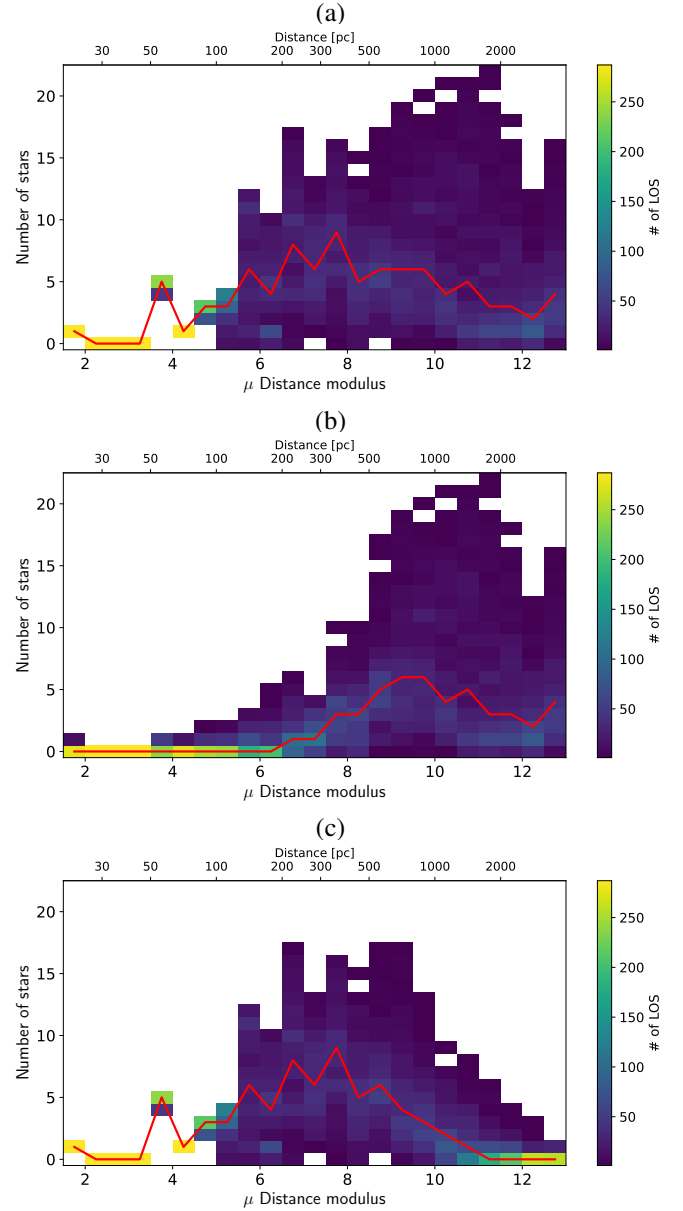 (a)
Distance [pc]
30 50 100 200 300 500 1000 2000
20
15
10
5
0
Number of stars
2 4 6 8 10 12
μ Distance modulus
250
200
150
100
50
# of LOS
(b)
Distance [pc]
30 50 100 200 300 500 1000 2000
20
15
10
5
0
Number of stars
2 4 6 8 10 12
μ Distance modulus
250
200
150
100
50
# of LOS
(c)
Distance [pc]
30 50 100 200 300 500 1000 2000
20
15
10
5
0
Number of stars
2 4 6 8 10 12
μ Distance modulus
250
200
150
100
50
# of LOS